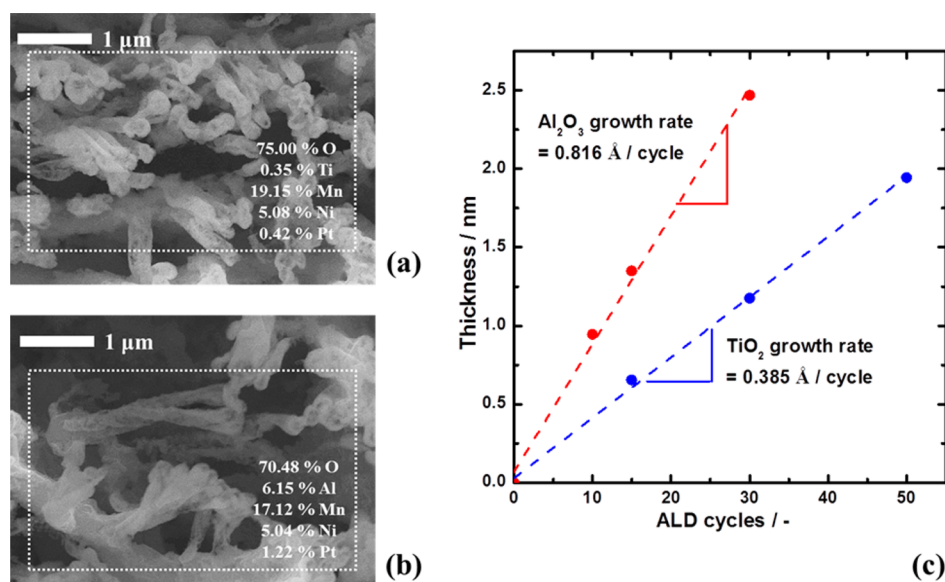 1 µm
75.00 % O
0.35 % Ti
19.15 % Mn
5.08 % Ni
0.42 % Pt
(a)
1 µm
70.48 % O
6.15 % Al
17.12 % Mn
5.04 % Ni
1.22 % Pt
(b)
Thickness / nm
2.5
2.0
1.5
1.0
0.5
0.0
Al₂O₃ growth rate
= 0.816 Å / cycle
TiO₂ growth rate
= 0.385 Å / cycle
0 10 20 30 40 50
ALD cycles / -
(c)